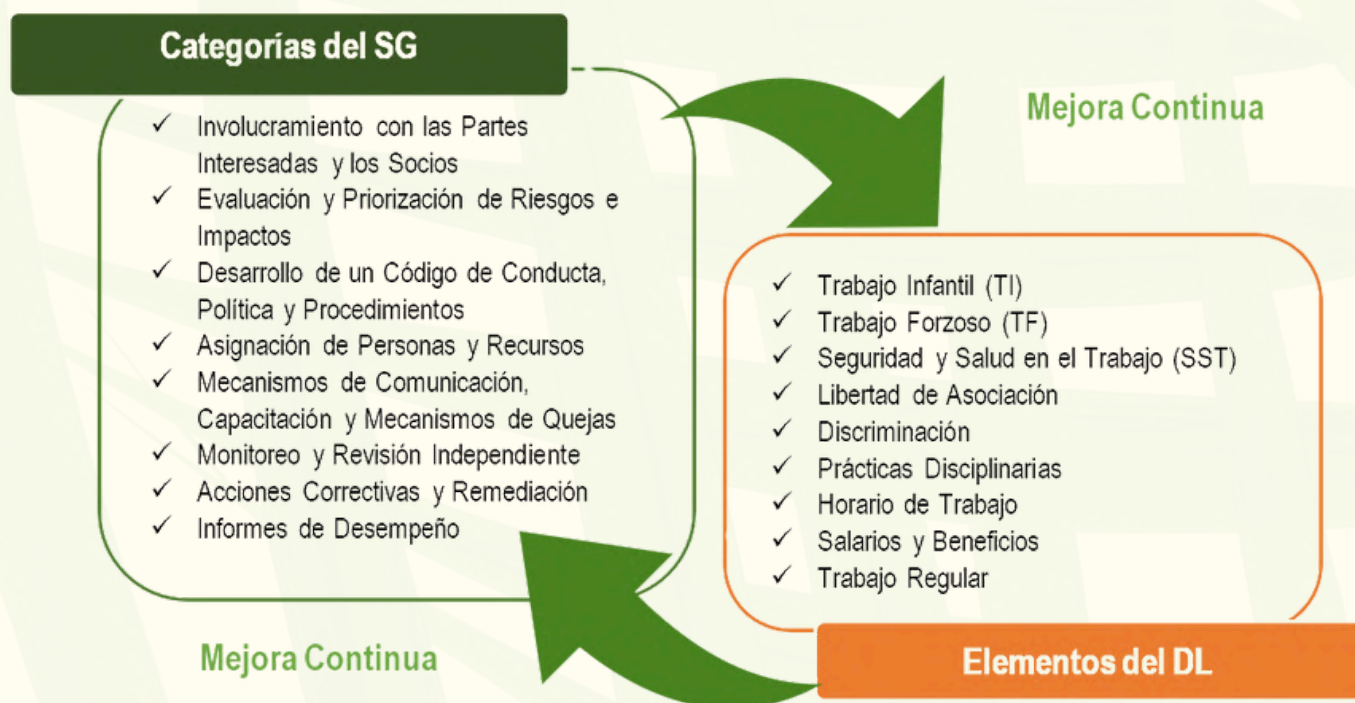 Categorías del SG
✓ Involucramiento con las Partes
Interesadas y los Socios
✓ Evaluación y Priorización de Riesgos e
Impactos
✓ Desarrollo de un Código de Conducta,
Política y Procedimientos
✓ Asignación de Personas y Recursos
✓ Mecanismos de Comunicación,
Capacitación y Mecanismos de Quejas
✓ Monitoreo y Revisión Independiente
✓ Acciones Correctivas y Remediación
✓ Informes de Desempeño
Mejora Continua
✓ Trabajo Infantil (TI)
✓ Trabajo Forzoso (TF)
✓ Seguridad y Salud en el Trabajo (SST)
✓ Libertad de Asociación
✓ Discriminación
✓ Prácticas Disciplinarias
✓ Horario de Trabajo
✓ Salarios y Beneficios
✓ Trabajo Regular
Elementos del DL
Mejora Continua